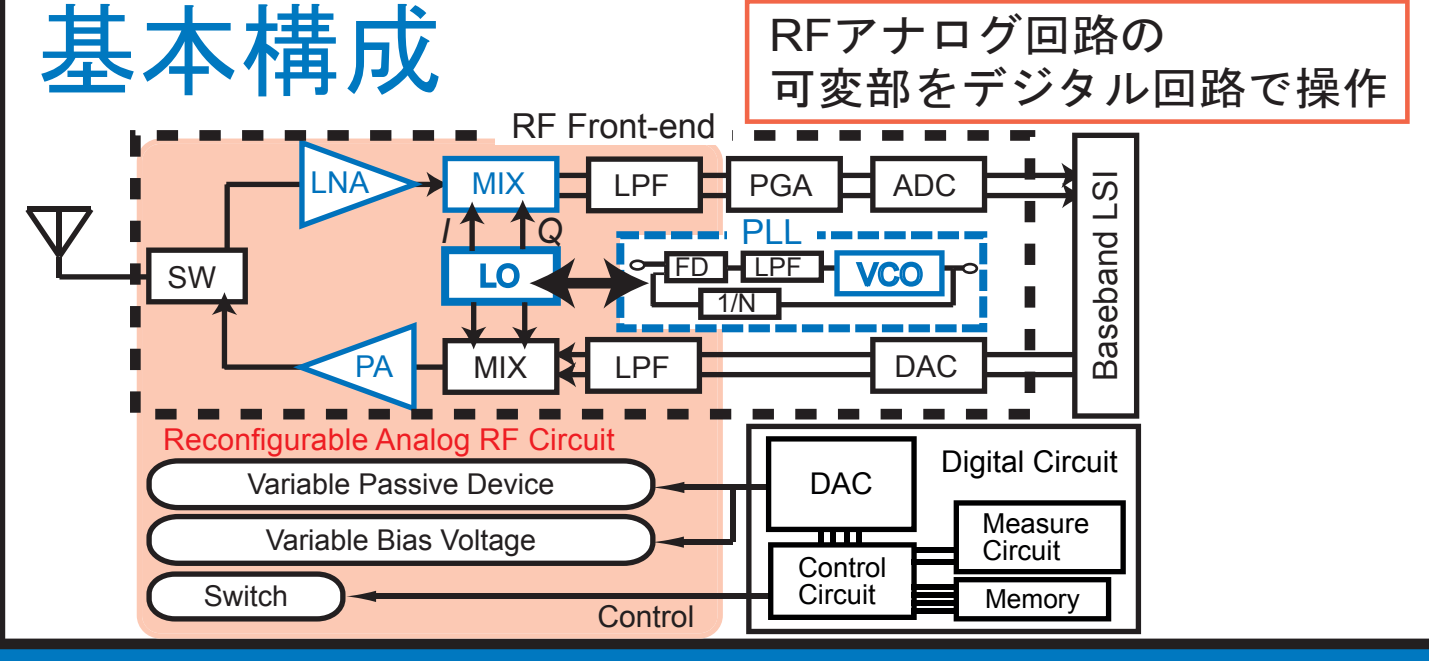 基本構成
RFアナログ回路の
可変部をデジタル回路で操作
RF Front-end
LNA
MIX
LPF
PGA
ADC
I
Q
PLL
SW
LO
FD
LPF
VCO
1/N
Baseband LSI
PA
MIX
LPF
DAC
Reconfigurable Analog RF Circuit
Variable Passive Device
Variable Bias Voltage
Switch
Control
DAC
Digital Circuit
Measure
Circuit
Control
Circuit
Memory